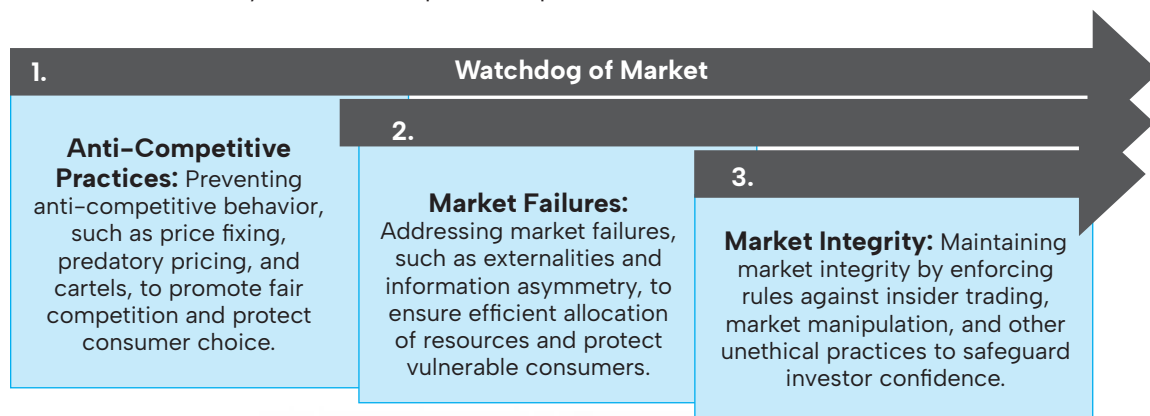 1.
Watchdog of Market
Anti-Competitive
Practices: Preventing
anti-competitive behavior,
such as price fixing,
predatory pricing, and
cartels, to promote fair
competition and protect
consumer choice.
2.
Market Failures:
Addressing market failures,
such as externalities and
information asymmetry, to
ensure efficient allocation
of resources and protect
vulnerable consumers.
3.
Market Integrity: Maintaining
market integrity by enforcing
rules against insider trading,
market manipulation, and other
unethical practices to safeguard
investor confidence.